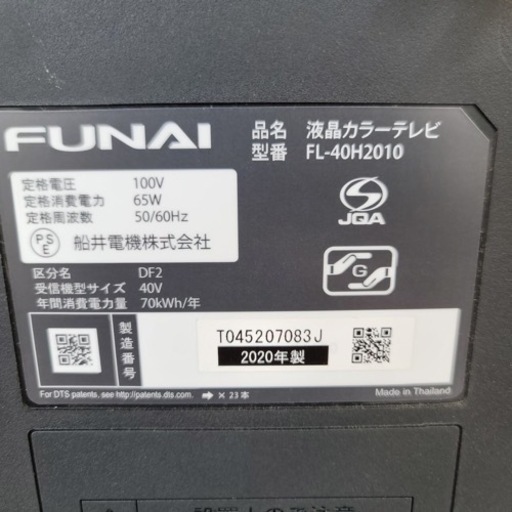 FUNAI
品名 液晶カラーテレビ
型番 FL-40H2010
定格電圧 100V
定格消費電力 65W
定格周波数 50/60Hz
PSE 船井電機株式会社
JQA
G
区分名 DF2
受信機型サイズ 40V
年間消費電力量 70kWh/年
製造番号
T045207083J
2020年製
For DTS patents, see http://patents.dts.com. ➔ × 23本
Made in Thailand